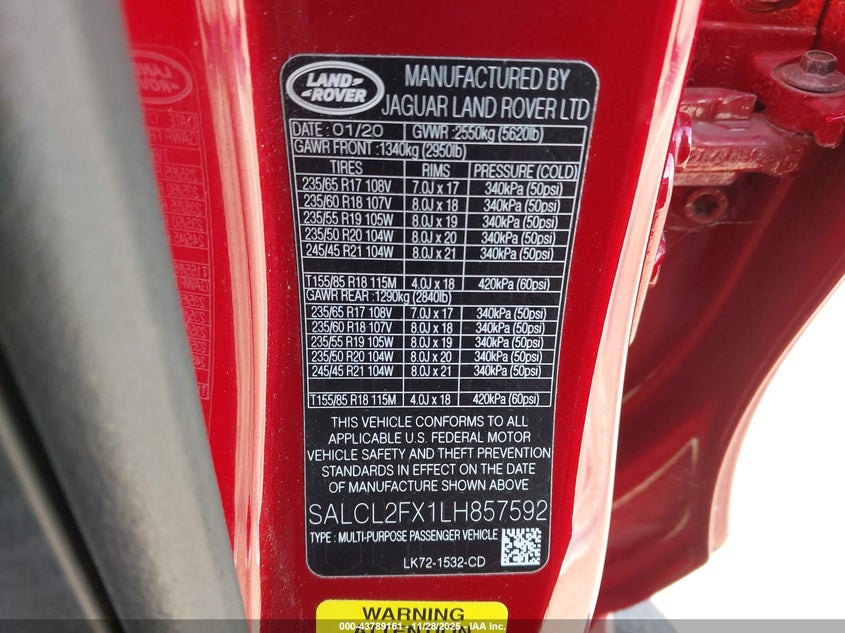 LAND
ROVER
MANUFACTURED BY
JAGUAR LAND ROVER LTD
DATE : 01/20 GVWR : 2550kg (5620lb)
GAWR FRONT : 1340kg (2950lb)
TIRES RIMS PRESSURE (COLD)
235/65 R17 108V 7.0J x 17 340kPa (50psi)
235/60 R18 107V 8.0J x 18 340kPa (50psi)
235/55 R19 105W 8.0J x 19 340kPa (50psi)
235/50 R20 104W 8.0J x 20 340kPa (50psi)
245/45 R21 104W 8.0J x 21 340kPa (50psi)
T155/85 R18 115M 4.0J x 18 420kPa (60psi)
GAWR REAR : 1290kg (2840lb)
235/65 R17 108V 7.0J x 17 340kPa (50psi)
235/60 R18 107V 8.0J x 18 340kPa (50psi)
235/55 R19 105W 8.0J x 19 340kPa (50psi)
235/50 R20 104W 8.0J x 20 340kPa (50psi)
245/45 R21 104W 8.0J x 21 340kPa (50psi)
T155/85 R18 115M 4.0J x 18 420kPa (60psi)
THIS VEHICLE CONFORMS TO ALL
APPLICABLE U.S. FEDERAL MOTOR
VEHICLE SAFETY AND THEFT PREVENTION
STANDARDS IN EFFECT ON THE DATE
OF MANUFACTURE SHOWN ABOVE
SALCL2FX1LH857592
TYPE : MULTI-PURPOSE PASSENGER VEHICLE
LK72-1532-CD
WARNING
ATTENTION
000-43789161 - 11/28/2025 - IAA Inc.